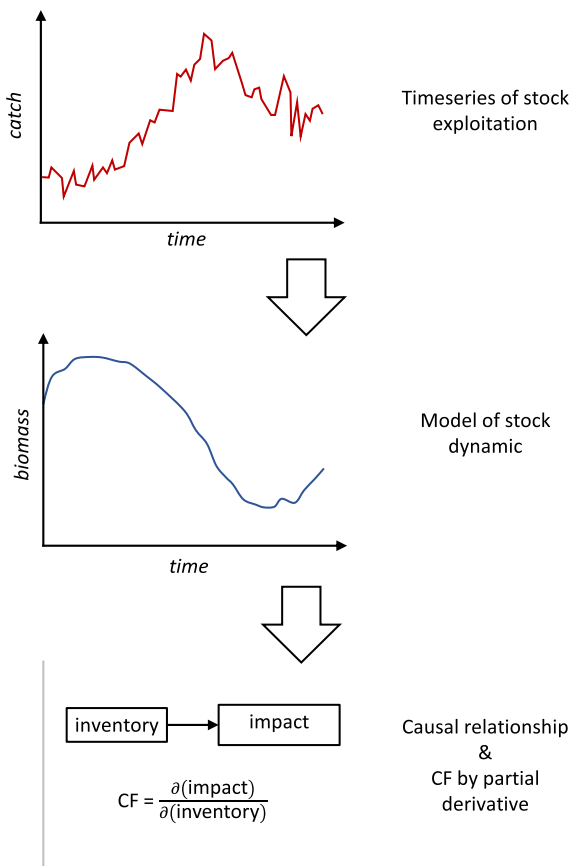 catch
time
Timeseries of stock
exploitation
biomass
time
Model of stock
dynamic
inventory
impact
CF = ∂(impact)
∂(inventory)
Causal relationship
&
CF by partial
derivative